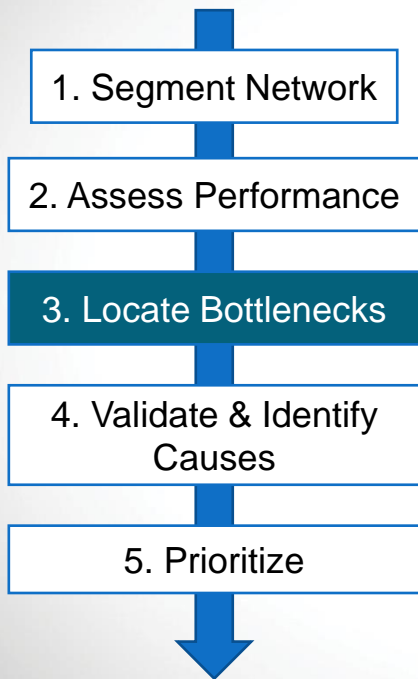 1. Segment Network
2. Assess Performance
3. Locate Bottlenecks
4. Validate & Identify
Causes
5. Prioritize